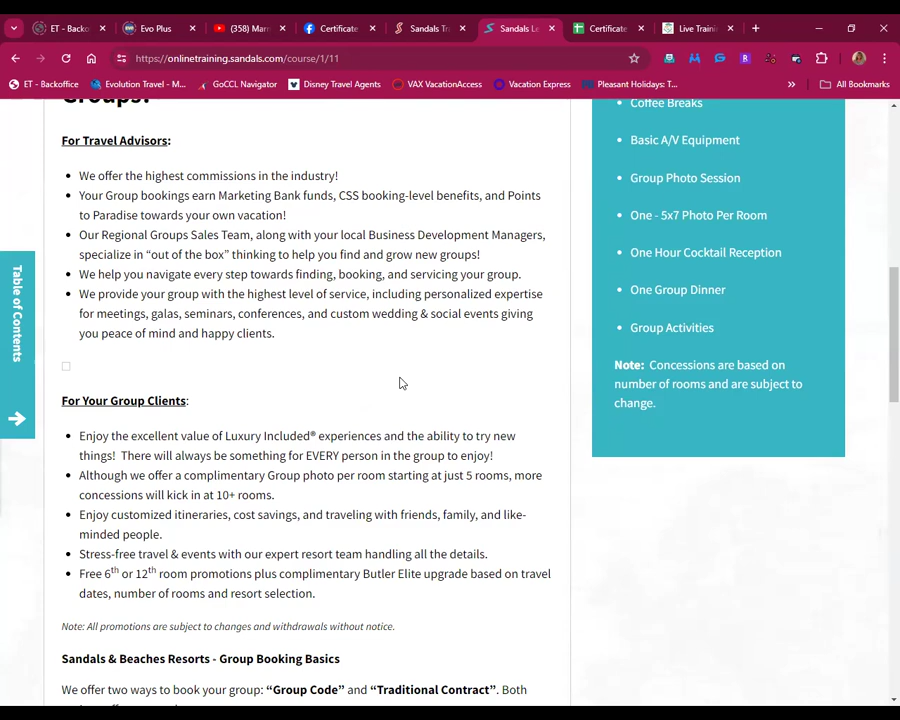 ET - Backo
Evo Plus
(358) Mar
Certificate
Sandals Tr
Sandals Le
Certificate
Live Traini
https://onlinetraining.sandals.com/course/1/11
ET - Backoffice
Evolution Travel - M...
GoCCL Navigator
Disney Travel Agents
VAX VacationAccess
Vacation Express
Pleasant Holidays: T...
All Bookmarks
Groups?
For Travel Advisors:
• We offer the highest commissions in the industry!
• Your Group bookings earn Marketing Bank funds, CSS booking-level benefits, and Points
to Paradise towards your own vacation!
• Our Regional Groups Sales Team, along with your local Business Development Managers,
specialize in “out of the box” thinking to help you find and grow new groups!
• We help you navigate every step towards finding, booking, and servicing your group.
• We provide your group with the highest level of service, including personalized expertise
for meetings, galas, seminars, conferences, and custom wedding & social events giving
you peace of mind and happy clients.
For Your Group Clients:
• Enjoy the excellent value of Luxury Included® experiences and the ability to try new
things!  There will always be something for EVERY person in the group to enjoy!
• Although we offer a complimentary Group photo per room starting at just 5 rooms, more
concessions will kick in at 10+ rooms.
• Enjoy customized itineraries, cost savings, and traveling with friends, family, and like-
minded people.
• Stress-free travel & events with our expert resort team handling all the details.
• Free 6th or 12th room promotions plus complimentary Butler Elite upgrade based on travel
dates, number of rooms and resort selection.
Note: All promotions are subject to changes and withdrawals without notice.
Sandals & Beaches Resorts - Group Booking Basics
We offer two ways to book your group: “Group Code” and “Traditional Contract”. Both
Table of Contents
• Coffee Breaks
• Basic A/V Equipment
• Group Photo Session
• One - 5x7 Photo Per Room
• One Hour Cocktail Reception
• One Group Dinner
• Group Activities
Note:  Concessions are based on
number of rooms and are subject to
change.